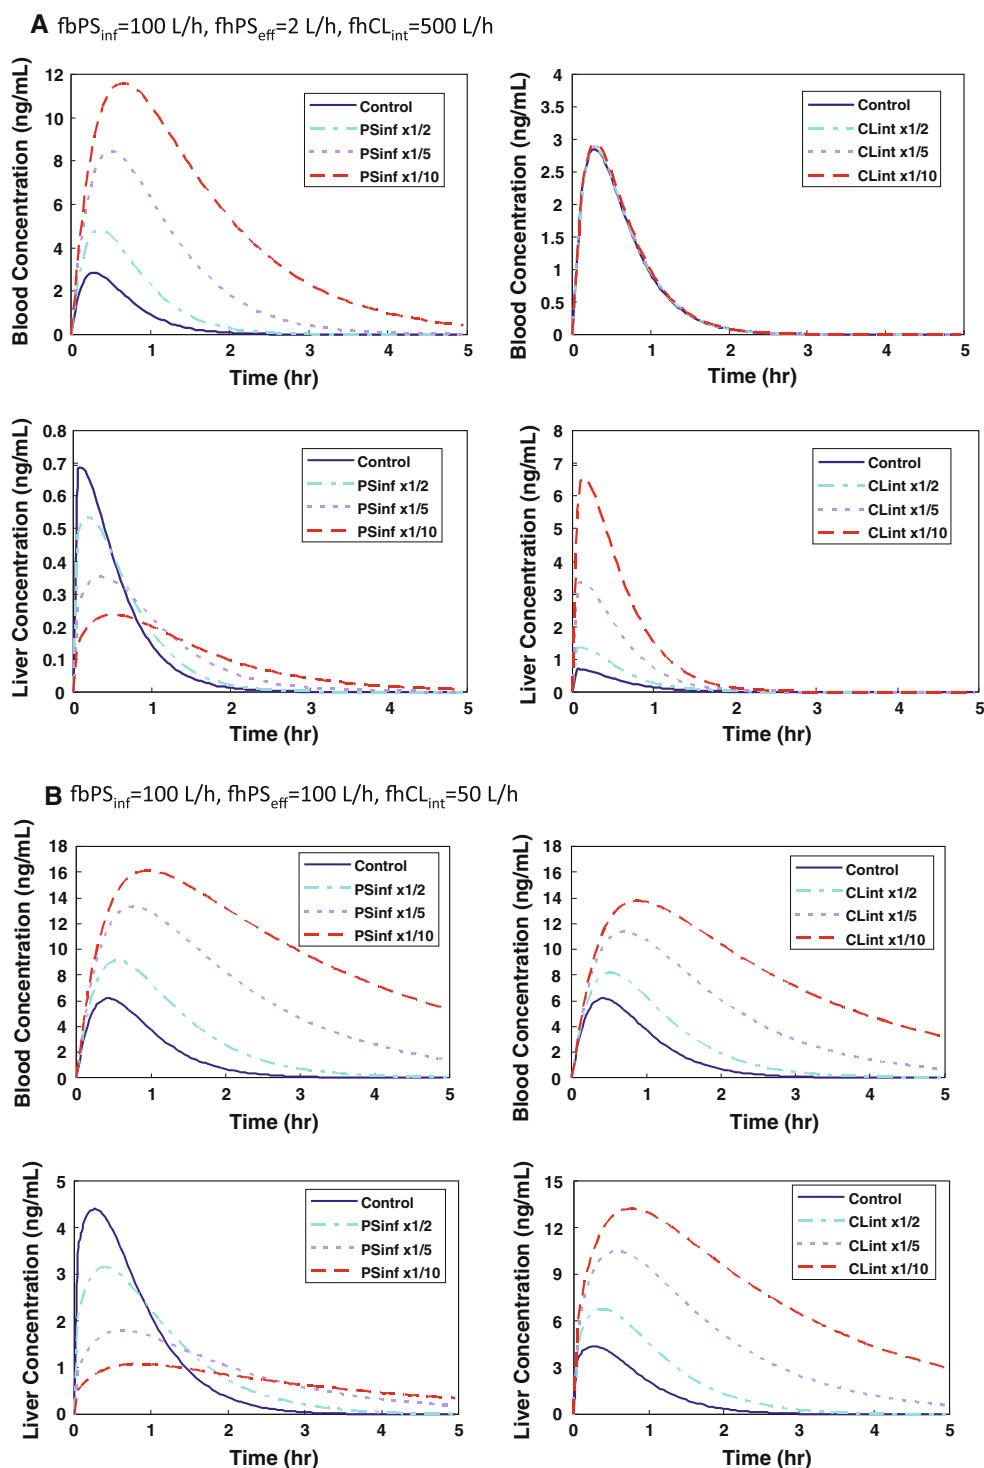 A fbPSinf=100 L/h, fhPSeff=2 L/h, fhCLint=500 L/h
Blood Concentration (ng/mL)
12
10
8
6
4
2
0
0 1 2 3 4 5
Time (hr)
Control
PSinf x1/2
PSinf x1/5
PSinf x1/10
Blood Concentration (ng/mL)
4
3.5
3
2.5
2
1.5
1
0.5
0
0 1 2 3 4 5
Time (hr)
Control
CLint x1/2
CLint x1/5
CLint x1/10
Liver Concentration (ng/mL)
0.8
0.7
0.6
0.5
0.4
0.3
0.2
0.1
0
0 1 2 3 4 5
Time (hr)
Control
PSinf x1/2
PSinf x1/5
PSinf x1/10
Liver Concentration (ng/mL)
8
7
6
5
4
3
2
1
0
0 1 2 3 4 5
Time (hr)
Control
CLint x1/2
CLint x1/5
CLint x1/10
B fbPSinf=100 L/h, fhPSeff=100 L/h, fhCLint=50 L/h
Blood Concentration (ng/mL)
18
16
14
12
10
8
6
4
2
0
0 1 2 3 4 5
Time (hr)
Control
PSinf x1/2
PSinf x1/5
PSinf x1/10
Blood Concentration (ng/mL)
18
16
14
12
10
8
6
4
2
0
0 1 2 3 4 5
Time (hr)
Control
CLint x1/2
CLint x1/5
CLint x1/10
Liver Concentration (ng/mL)
5
4
3
2
1
0
0 1 2 3 4 5
Time (hr)
Control
PSinf x1/2
PSinf x1/5
PSinf x1/10
Liver Concentration (ng/mL)
15
12
9
6
3
0
0 1 2 3 4 5
Time (hr)
Control
CLint x1/2
CLint x1/5
CLint x1/10